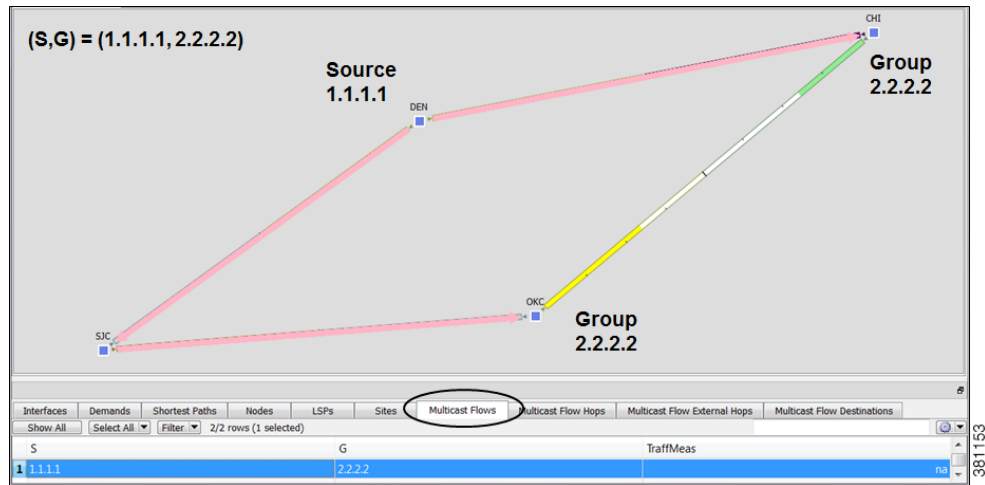 (S,G) = (1.1.1.1, 2.2.2.2)
CHI
Group
2.2.2.2
Source
1.1.1.1
DEN
OKC
Group
2.2.2.2
SJC
Interfaces Demands Shortest Paths Nodes LSPs Sites Multicast Flows Multicast Flow Hops Multicast Flow External Hops Multicast Flow Destinations
Show All Select All Filter 2/2 rows (1 selected)
S G TraffMeas
1 1.1.1.1 2.2.2.2 na
381153